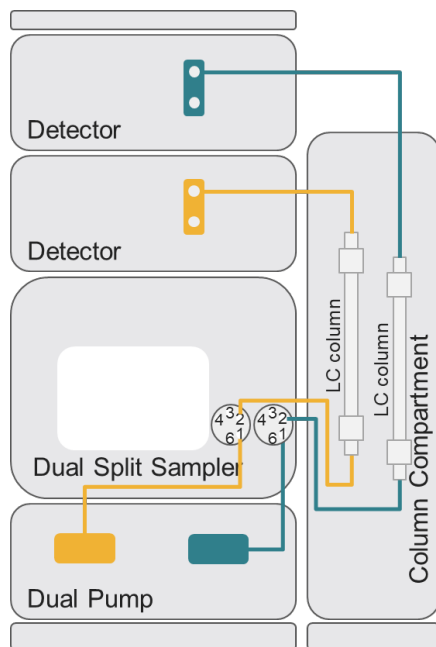 Detector
Detector
LC column
LC column
Column Compartment
4 3 2
6 1
4 3 2
6 1
Dual Split Sampler
Dual Pump